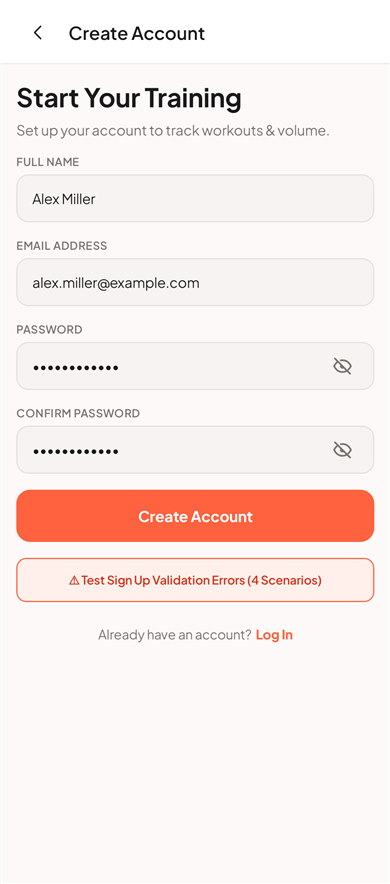 Create Account
Start Your Training
Set up your account to track workouts & volume.
FULL NAME
Alex Miller
EMAIL ADDRESS
alex.miller@example.com
PASSWORD
••••••••••••
CONFIRM PASSWORD
••••••••••••
Create Account
⚠ Test Sign Up Validation Errors (4 Scenarios)
Already have an account? Log In